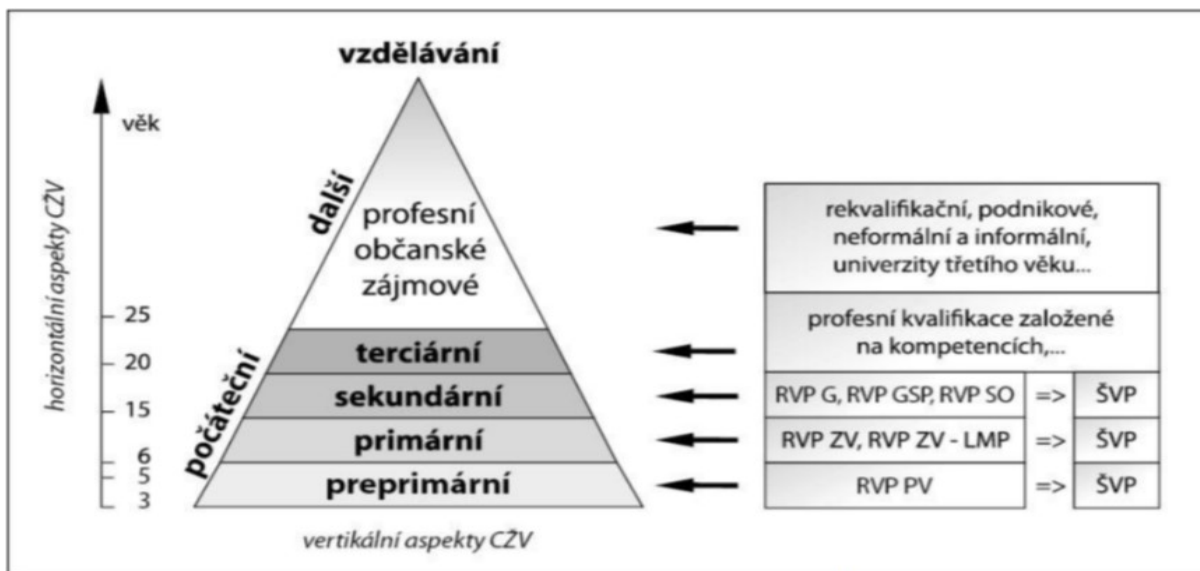 vzdělávání
věk
horizontální aspekty CŽV
25
20
15
6
5
3
další
počáteční
profesní
občanské
zájmové
terciární
sekundární
primární
preprimární
vertikální aspekty CŽV
rekvalifikační, podnikové,
neformální a informální,
univerzity třetího věku...
profesní kvalifikace založené
na kompetencích,...
RVP G, RVP GSP, RVP SO => ŠVP
RVP ZV, RVP ZV - LMP => ŠVP
RVP PV => ŠVP